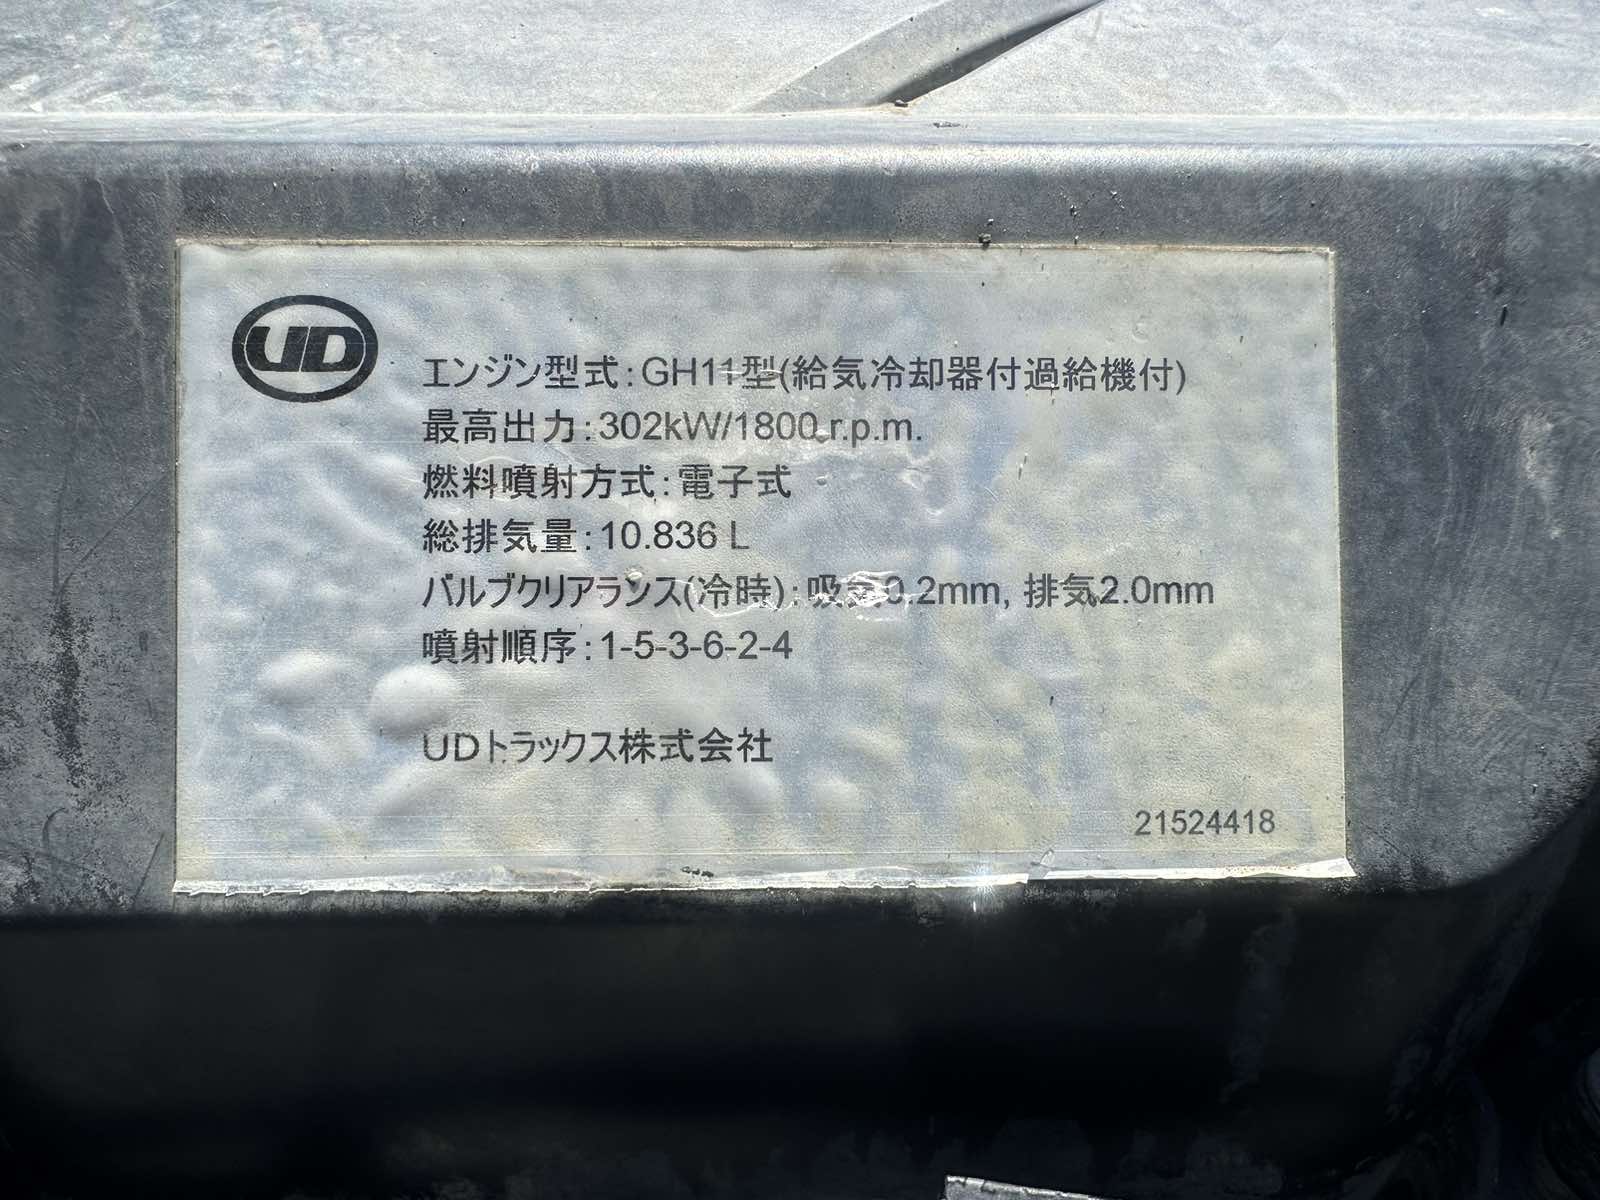 UD
エンジン型式:GH11型(給気冷却器付過給機付)
最高出力:302kW/1800 r.p.m.
燃料噴射方式:電子式
総排気量:10.836 L
バルブクリアランス(冷時):吸気0.2mm, 排気2.0mm
噴射順序:1-5-3-6-2-4
UDトラックス株式会社
21524418